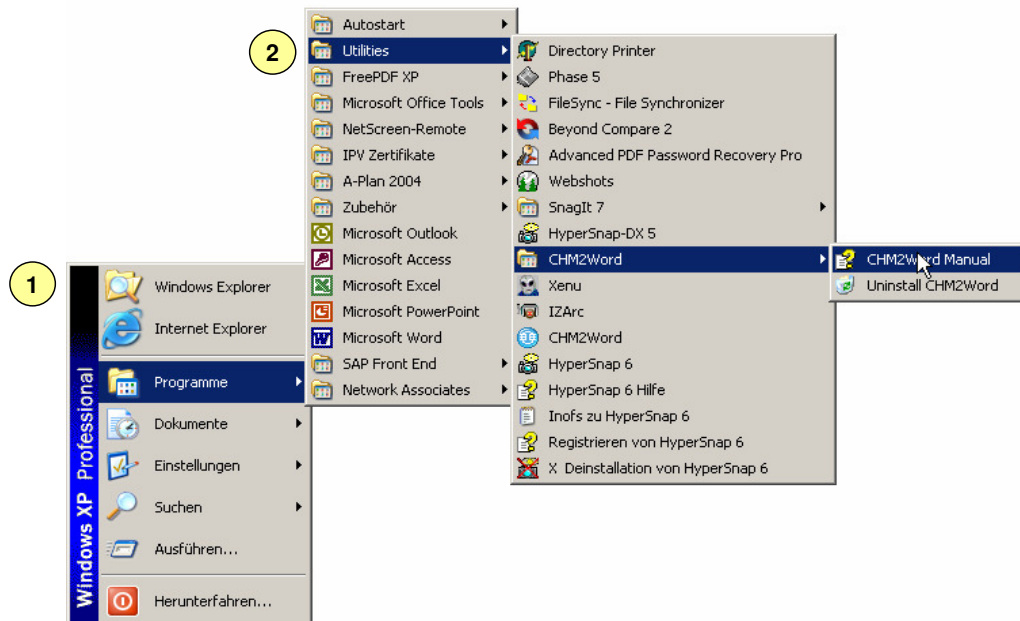 1
Windows XP Professional
Windows Explorer
Internet Explorer
Programme
Dokumente
Einstellungen
Suchen
Ausführen...
Herunterfahren...
2
Autostart
Utilities
FreePDF XP
Microsoft Office Tools
NetScreen-Remote
IPV Zertifikate
A-Plan 2004
Zubehör
Microsoft Outlook
Microsoft Access
Microsoft Excel
Microsoft PowerPoint
Microsoft Word
SAP Front End
Network Associates
Directory Printer
Phase 5
FileSync - File Synchronizer
Beyond Compare 2
Advanced PDF Password Recovery Pro
Webshots
SnagIt 7
HyperSnap-DX 5
CHM2Word
Xenu
IZArc
CHM2Word
HyperSnap 6
HyperSnap 6 Hilfe
Inofs zu HyperSnap 6
Registrieren von HyperSnap 6
X Deinstallation von HyperSnap 6
CHM2Word Manual
Uninstall CHM2Word